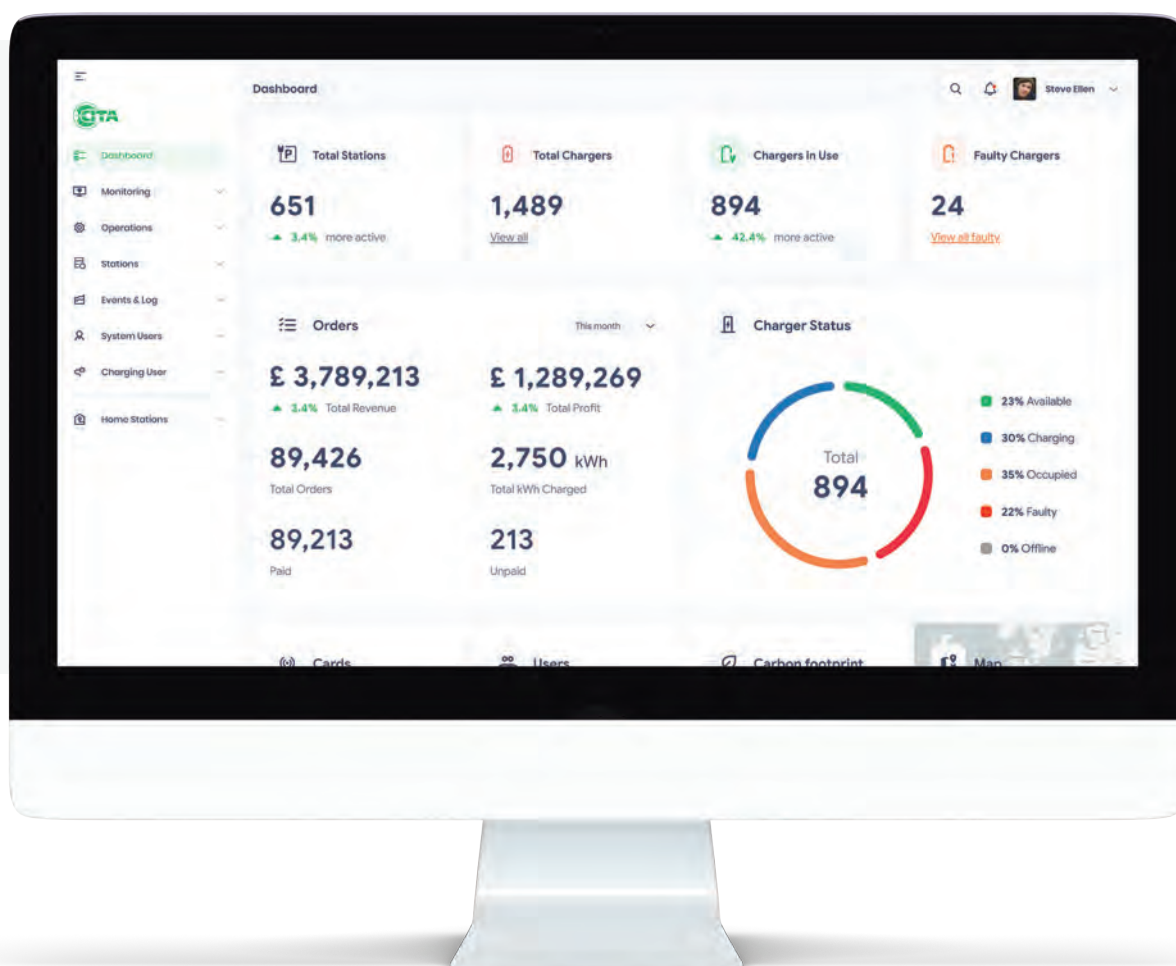 Dashboard
Steve Ellen
CITA
Dashboard
Monitoring
Operations
Stations
Events & Log
System Users
Charging User
Home Stations
Total Stations
651
3.4% more active
Total Chargers
1,489
View all
Chargers In Use
894
42.4% more active
Faulty Chargers
24
View all faulty
Orders
This month
£ 3,789,213
3.4% Total Revenue
£ 1,289,269
3.4% Total Profit
89,426
Total Orders
2,750 kWh
Total kWh Charged
89,213
Paid
213
Unpaid
Charger Status
Total
894
23% Available
30% Charging
35% Occupied
22% Faulty
0% Offline
Cards
Users
Carbon footprint
Map